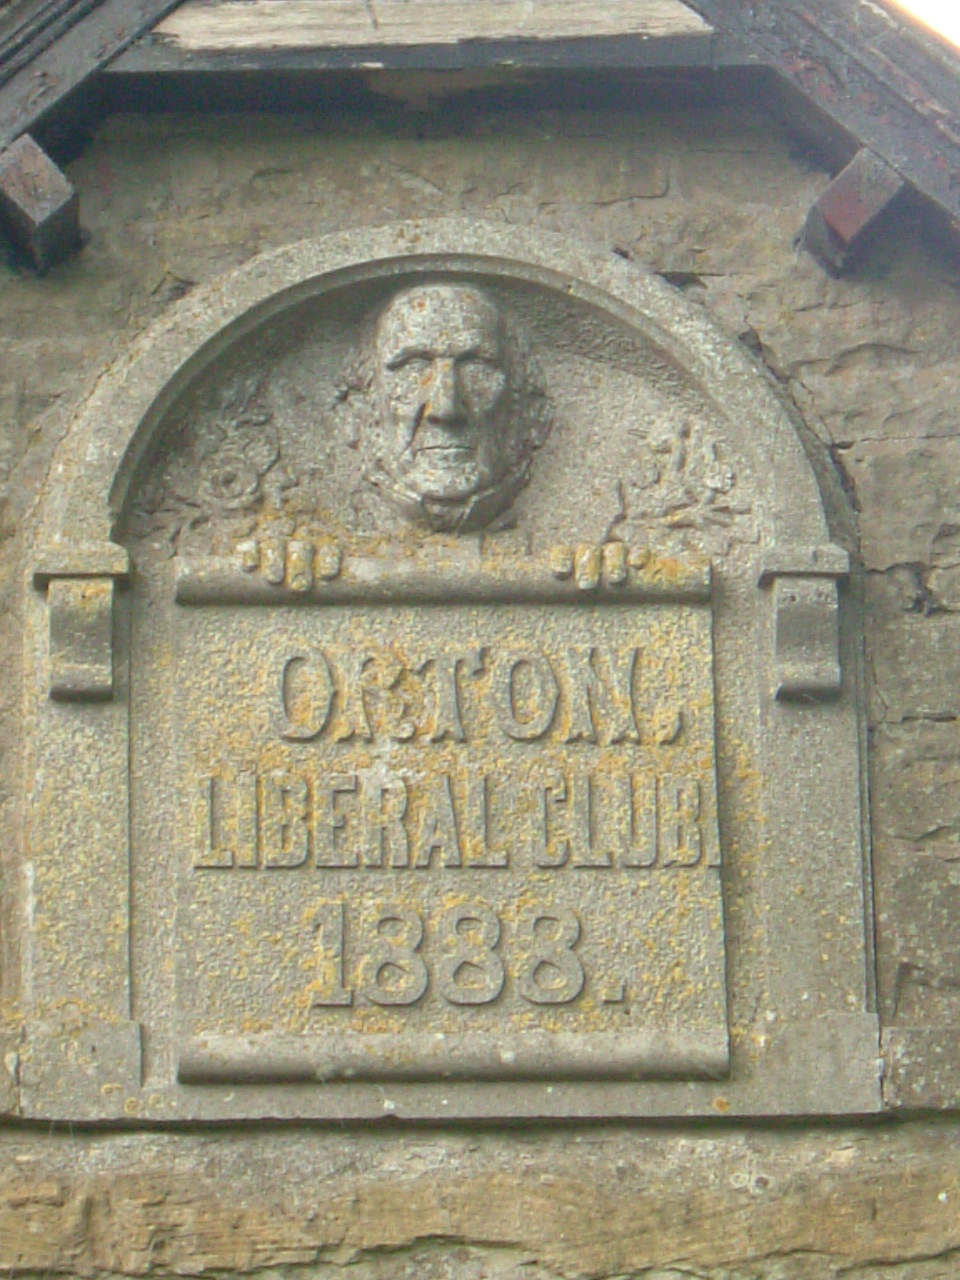 ORTON,
LIBERAL CLUB
1888.